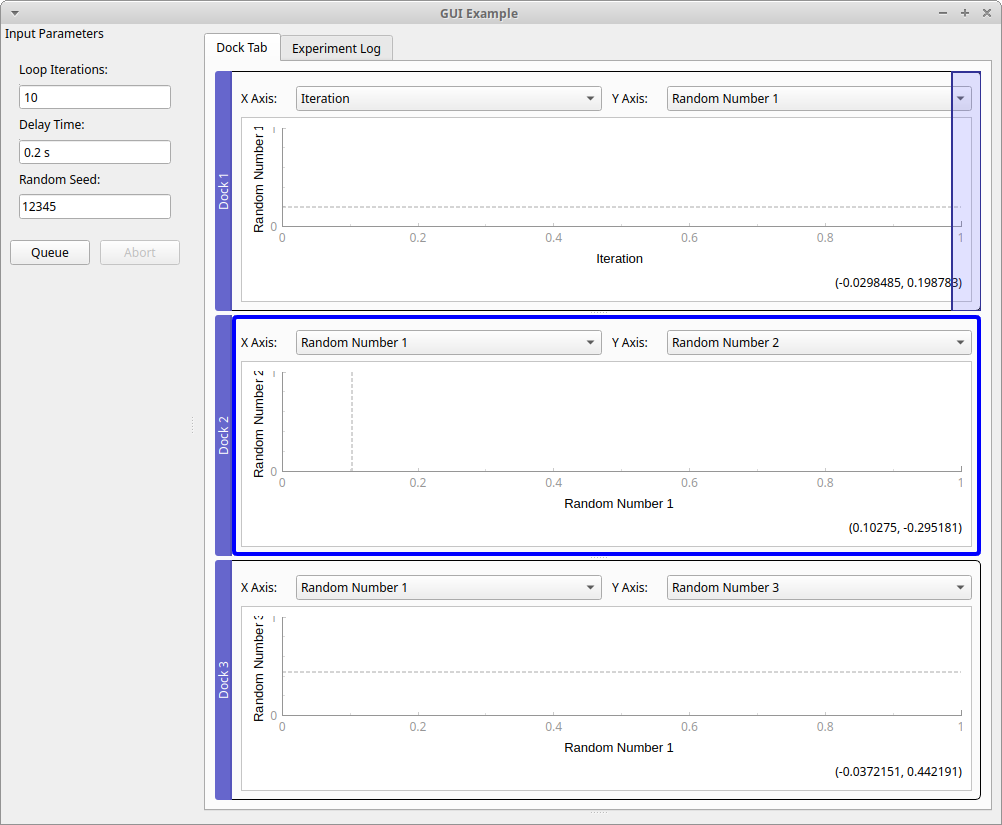 GUI Example
Input Parameters
Loop Iterations:
10
Delay Time:
0.2 s
Random Seed:
12345
Queue
Abort
Dock Tab
Experiment Log
Dock 1
X Axis:
Iteration
Y Axis:
Random Number 1
Random Number 1
1
0
0 0.2 0.4 0.6 0.8 1
Iteration
(-0.0298485, 0.198783)
Dock 2
X Axis:
Random Number 1
Y Axis:
Random Number 2
Random Number 2
1
0
0 0.2 0.4 0.6 0.8 1
Random Number 1
(0.10275, -0.295181)
Dock 3
X Axis:
Random Number 1
Y Axis:
Random Number 3
Random Number 3
1
0
0 0.2 0.4 0.6 0.8 1
Random Number 1
(-0.0372151, 0.442191)